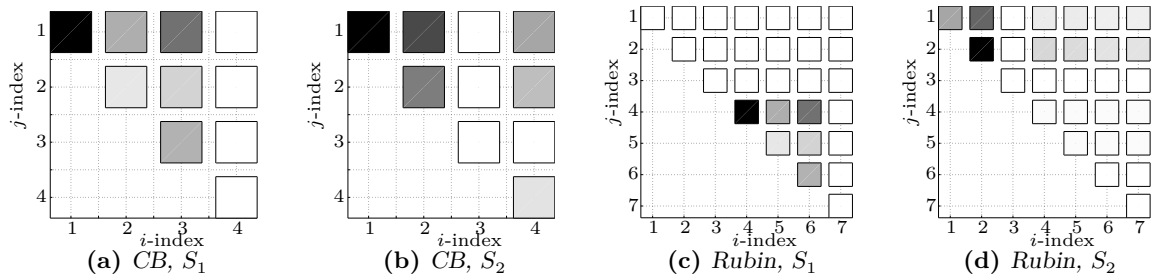 1
2
3
4
j-index
1 2 3 4
i-index
(a) CB, S₁
1
2
3
4
j-index
1 2 3 4
i-index
(b) CB, S₂
1
2
3
4
5
6
7
j-index
1 2 3 4 5 6 7
i-index
(c) Rubin, S₁
1
2
3
4
5
6
7
j-index
1 2 3 4 5 6 7
i-index
(d) Rubin, S₂